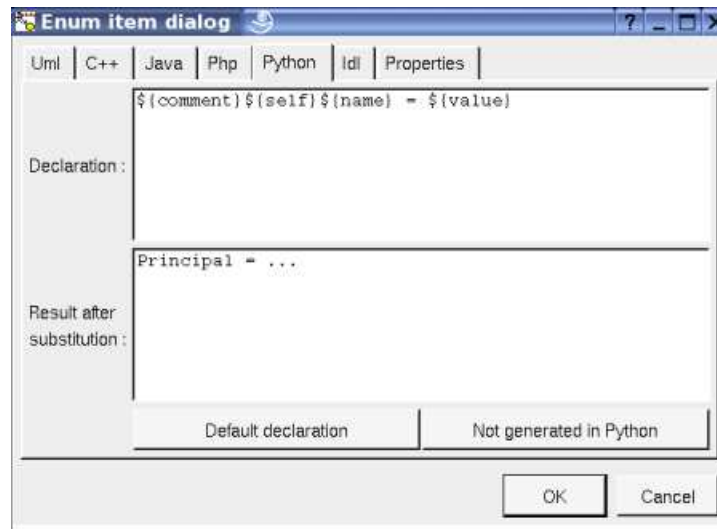 Enum item dialog
Uml C++ Java Php Python Idl Properties
${comment}${self}${name} = ${value}
Declaration :
Principal = ...
Result after
substitution :
Default declaration Not generated in Python
OK Cancel